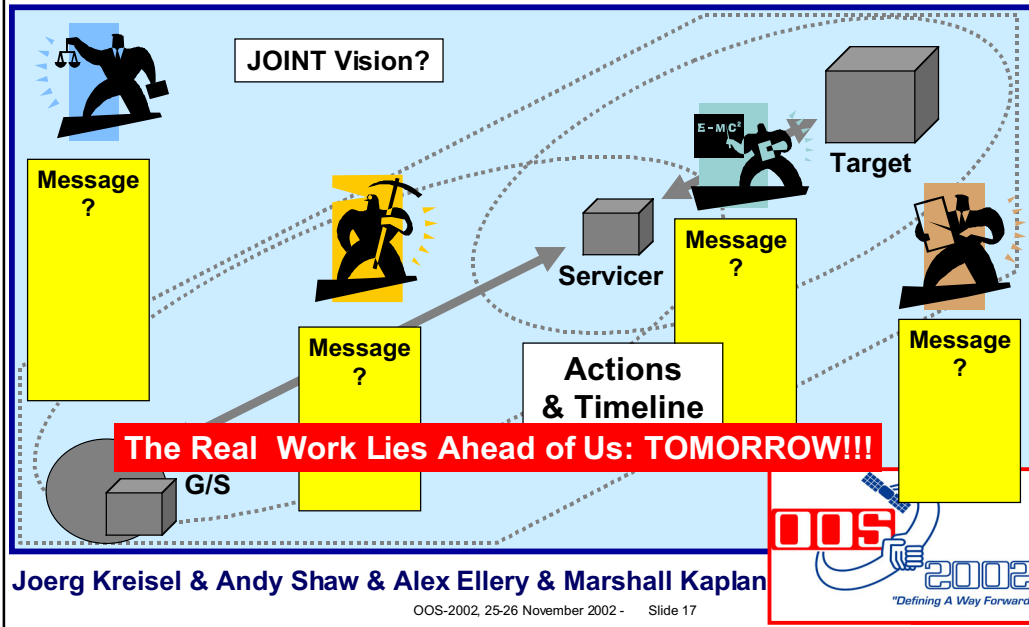 JOINT Vision?
E=MC²
Target
Message
?
Message
?
Servicer
Message
?
Message
?
Actions
& Timeline
The Real Work Lies Ahead of Us: TOMORROW!!!
G/S
OOS
2002
"Defining A Way Forward
Joerg Kreisel & Andy Shaw & Alex Ellery & Marshall Kaplan
OOS-2002, 25-26 November 2002 - Slide 17